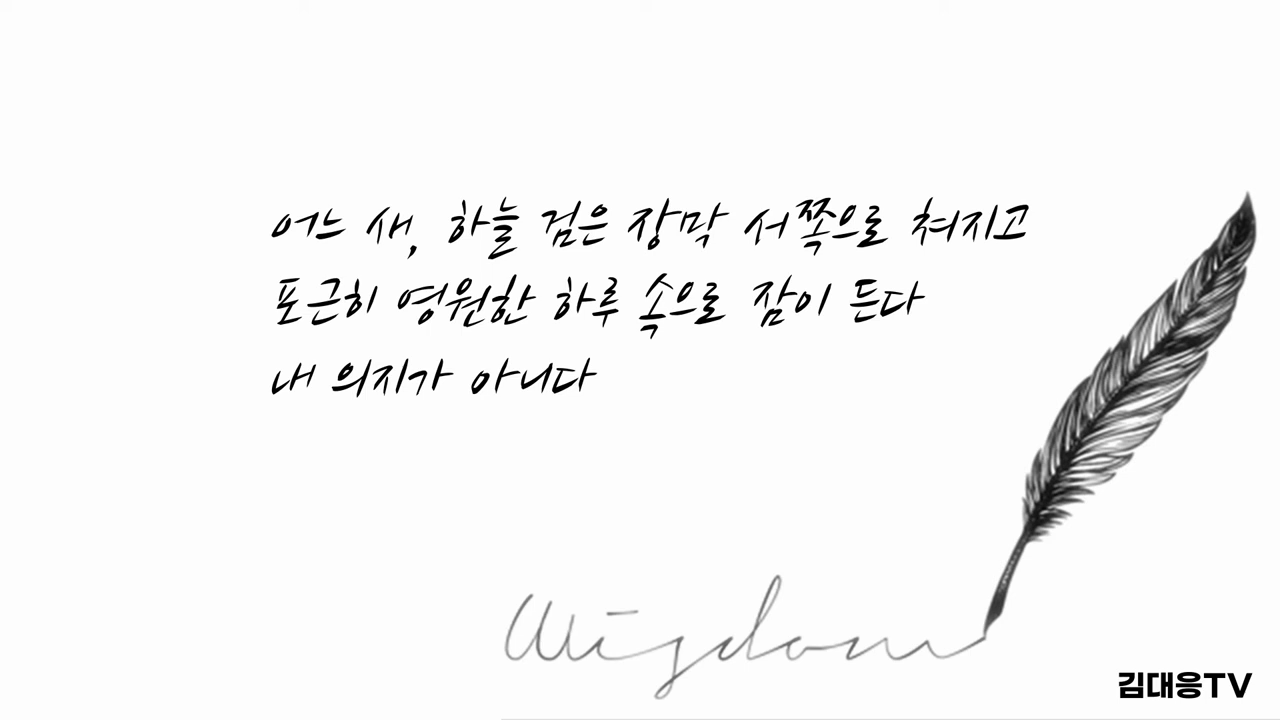 어느 새, 하늘 검은 장막 서쪽으로 쳐지고
포근히 영원한 하루 속으로 잠이 든다
내 의지가 아니다
Wisdom
김대응TV